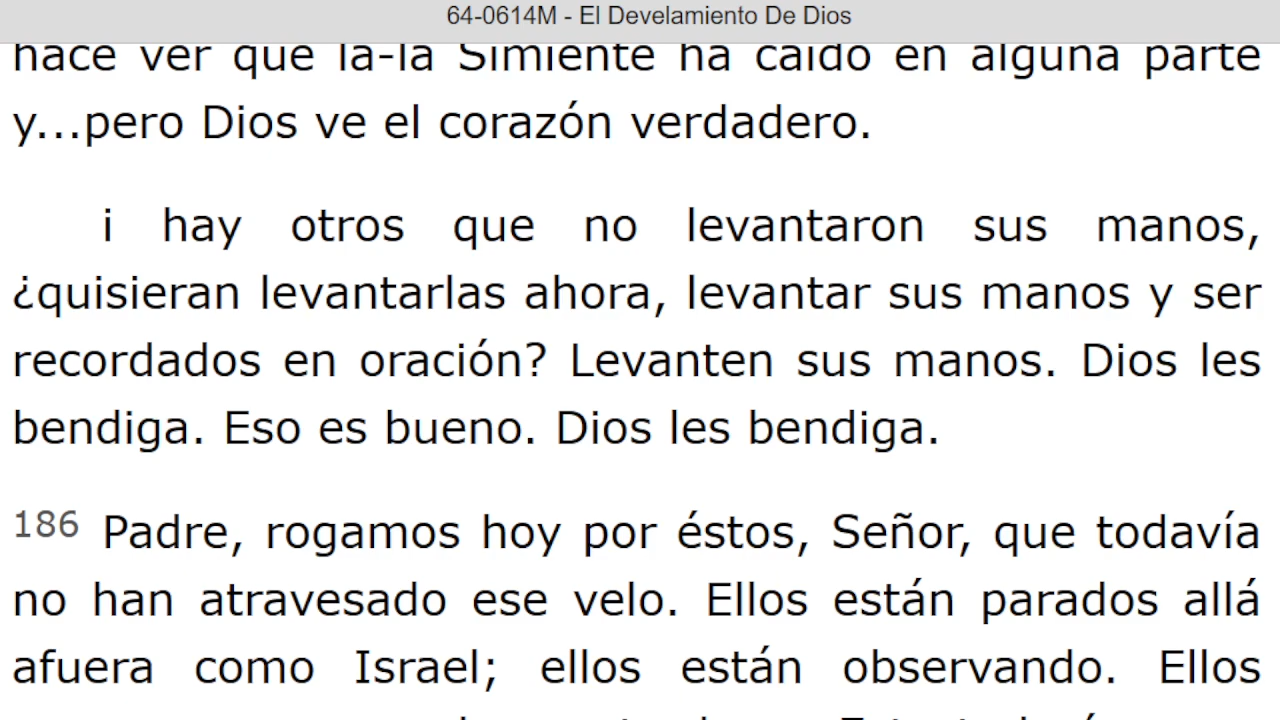 64-0614M - El Develamiento De Dios
hace ver que la-la Simiente ha caído en alguna parte
y...pero Dios ve el corazón verdadero.
i hay otros que no levantaron sus manos,
¿quisieran levantarlas ahora, levantar sus manos y ser
recordados en oración? Levanten sus manos. Dios les
bendiga. Eso es bueno. Dios les bendiga.
186 Padre, rogamos hoy por éstos, Señor, que todavía
no han atravesado ese velo. Ellos están parados allá
afuera como Israel; ellos están observando. Ellos